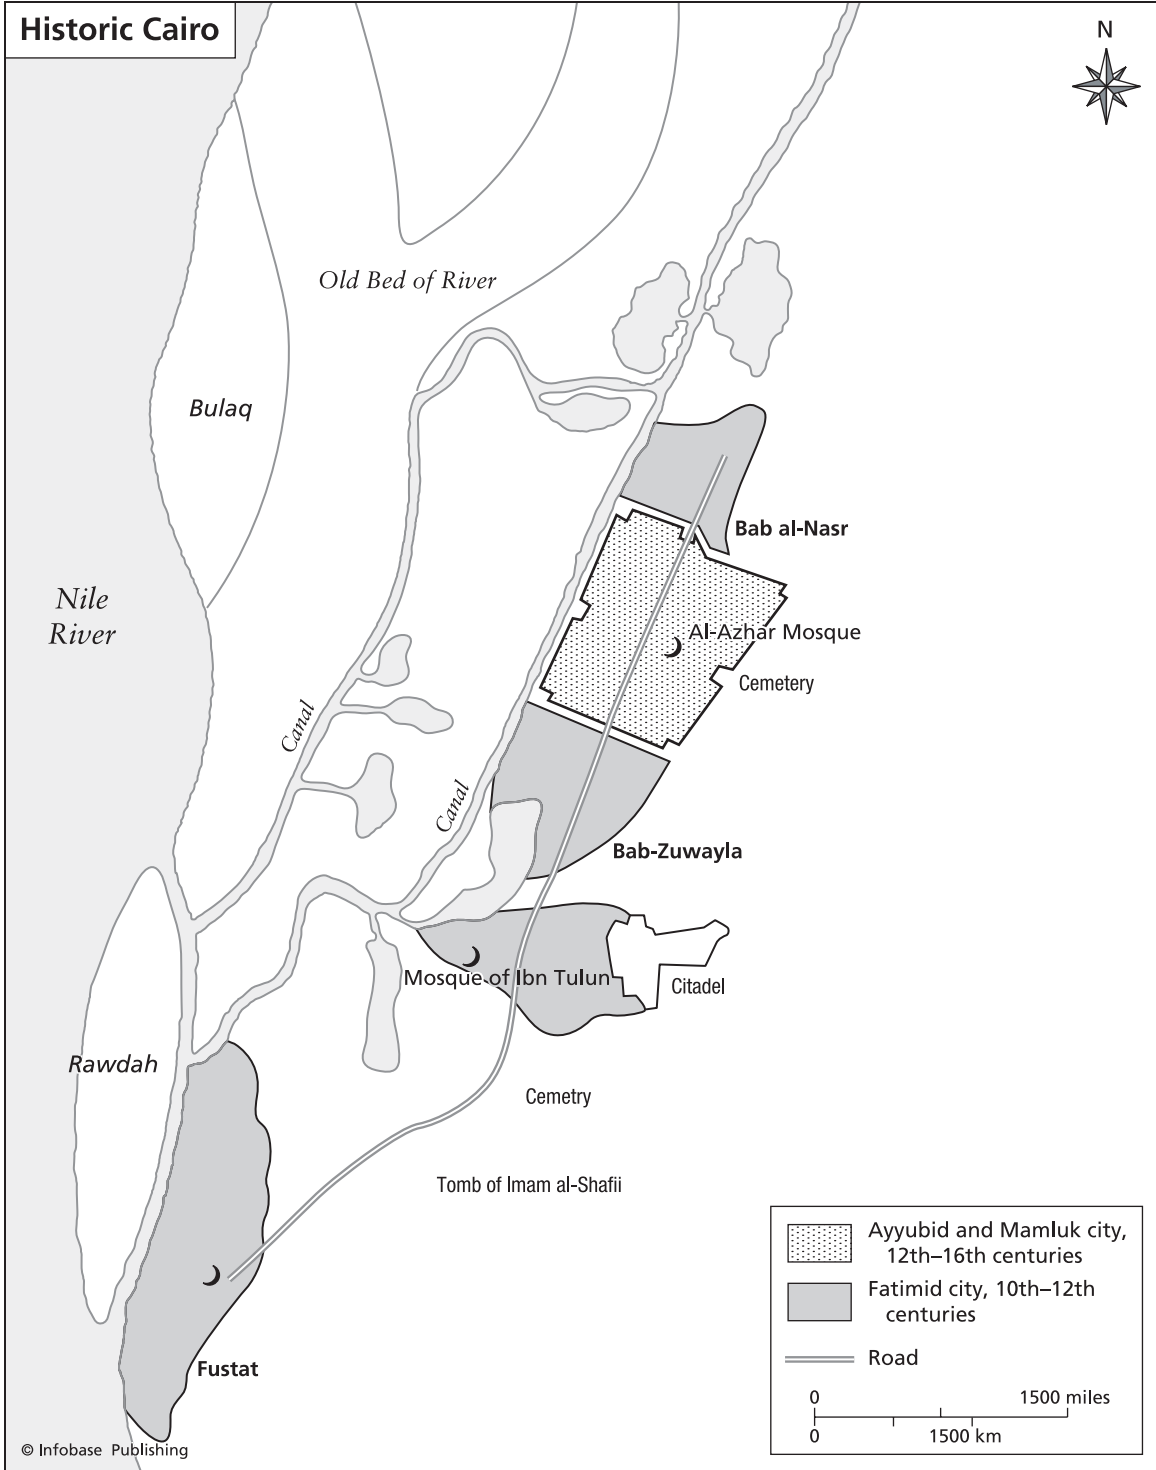 Historic Cairo
N
Old Bed of River
Bulaq
Bab al-Nasr
Nile
River
Al-Azhar Mosque
Cemetery
Canal
Canal
Bab-Zuwayla
Mosque of Ibn Tulun
Citadel
Rawdah
Cemetry
Tomb of Imam al-Shafii
Fustat
Ayyubid and Mamluk city,
12th–16th centuries
Fatimid city, 10th–12th
centuries
Road
0 1500 miles
0 1500 km
© Infobase Publishing